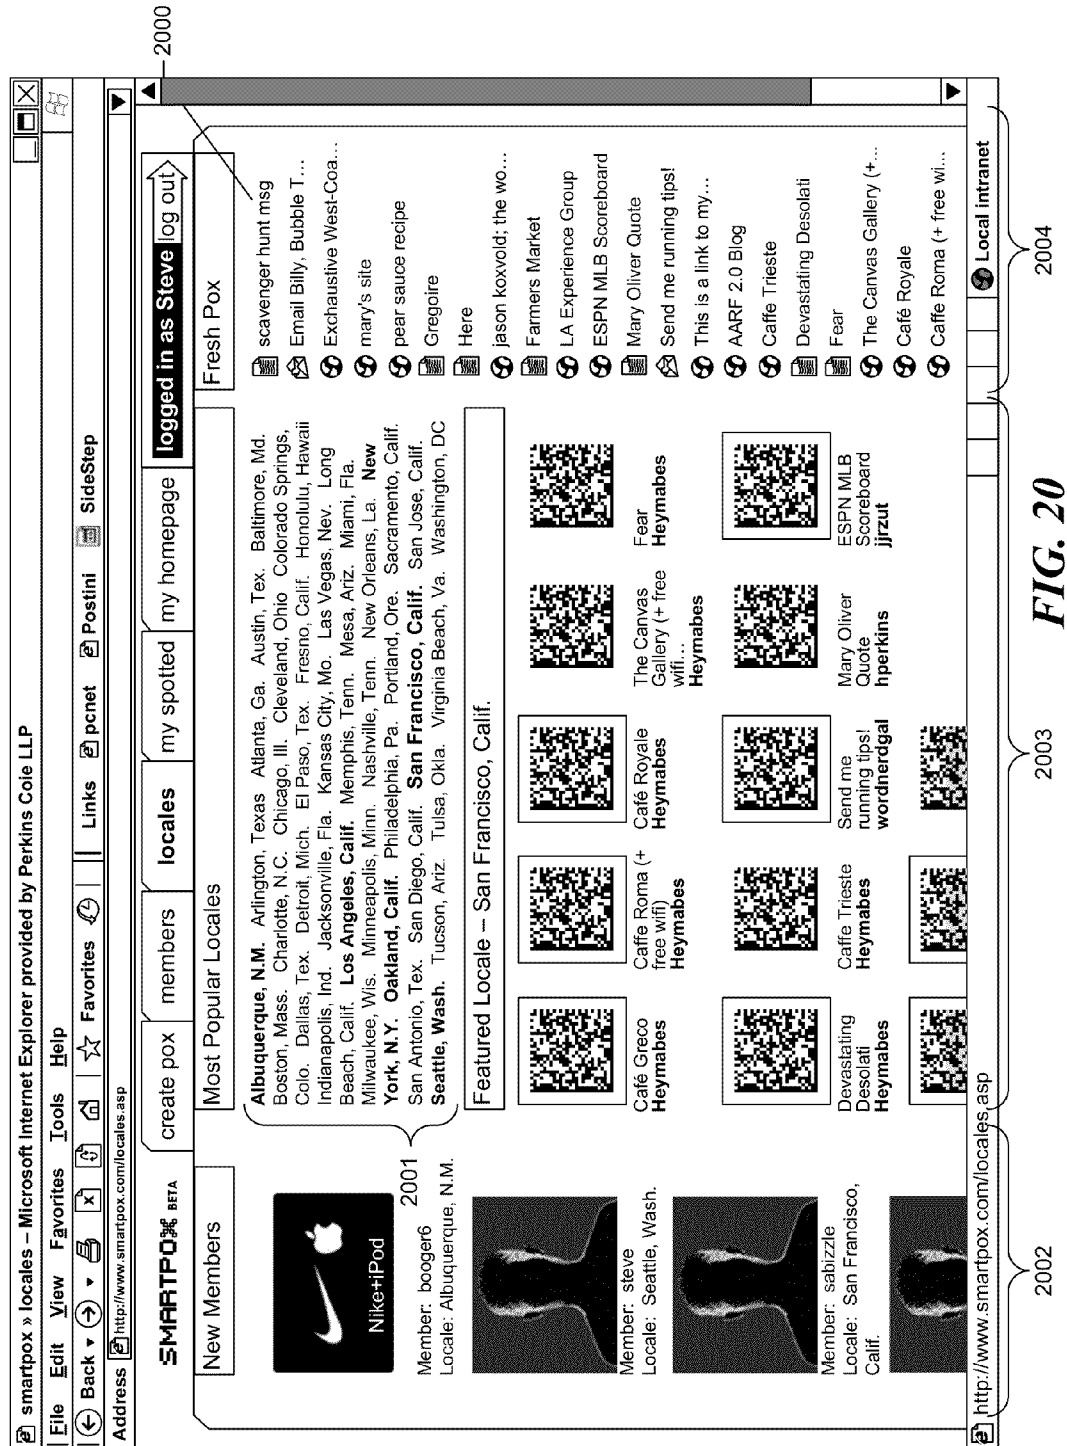 smartpox » locales – Microsoft Internet Explorer provided by Perkins Coie LLP
File Edit View Favorites Tools Help
Back Favorites Links pcnet Postini SideStep
Address http://www.smartpox.com/locales.asp
2000
SMARTPOX BETA
create pox members locales my spotted my homepage logged in as Steve log out
New Members
Nike+iPod
Member: booger6
Locale: Albuquerque, N.M.
Member: steve
Locale: Seattle, Wash.
Member: sabizzle
Locale: San Francisco,
Calif.
Most Popular Locales
Albuquerque, N.M. Arlington, Texas Atlanta, Ga. Austin, Tex. Baltimore, Md.
Boston, Mass. Charlotte, N.C. Chicago, Ill. Cleveland, Ohio Colorado Springs,
Colo. Dallas, Tex. Detroit, Mich. El Paso, Tex. Fresno, Calif. Honolulu, Hawaii
Indianapolis, Ind. Jacksonville, Fla. Kansas City, Mo. Las Vegas, Nev. Long
Beach, Calif. Los Angeles, Calif. Memphis, Tenn. Mesa, Ariz. Miami, Fla.
Milwaukee, Wis. Minneapolis, Minn. Nashville, Tenn. New Orleans, La. New
York, N.Y. Oakland, Calif. Philadelphia, Pa. Portland, Ore. Sacramento, Calif.
San Antonio, Tex. San Diego, Calif. San Francisco, Calif. San Jose, Calif.
Seattle, Wash. Tucson, Ariz. Tulsa, Okla. Virginia Beach, Va. Washington, DC
2001
Featured Locale – San Francisco, Calif.
Café Greco
Heymabes
Caffe Roma (+
free wifi)
Heymabes
Café Royale
Heymabes
The Canvas
Gallery (+ free
wifi...
Heymabes
Fear
Heymabes
Devastating
Desolati
Heymabes
Caffe Trieste
Heymabes
Send me
running tips!
wordnerdgal
Mary Oliver
Quote
hperkins
ESPN MLB
Scoreboard
jjrzut
Fresh Pox
scavenger hunt msg
Email Billy, Bubble T...
Exhaustive West-Coa...
mary's site
pear sauce recipe
Gregoire
Here
jason koxvold; the wo...
Farmers Market
LA Experience Group
ESPN MLB Scoreboard
Mary Oliver Quote
Send me running tips!
This is a link to my...
AARF 2.0 Blog
Caffe Trieste
Devastating Desolati
Fear
The Canvas Gallery (+...
Café Royale
Caffe Roma (+ free wi...
http://www.smartpox.com/locales.asp Local intranet
2002 2003 2004
FIG. 20